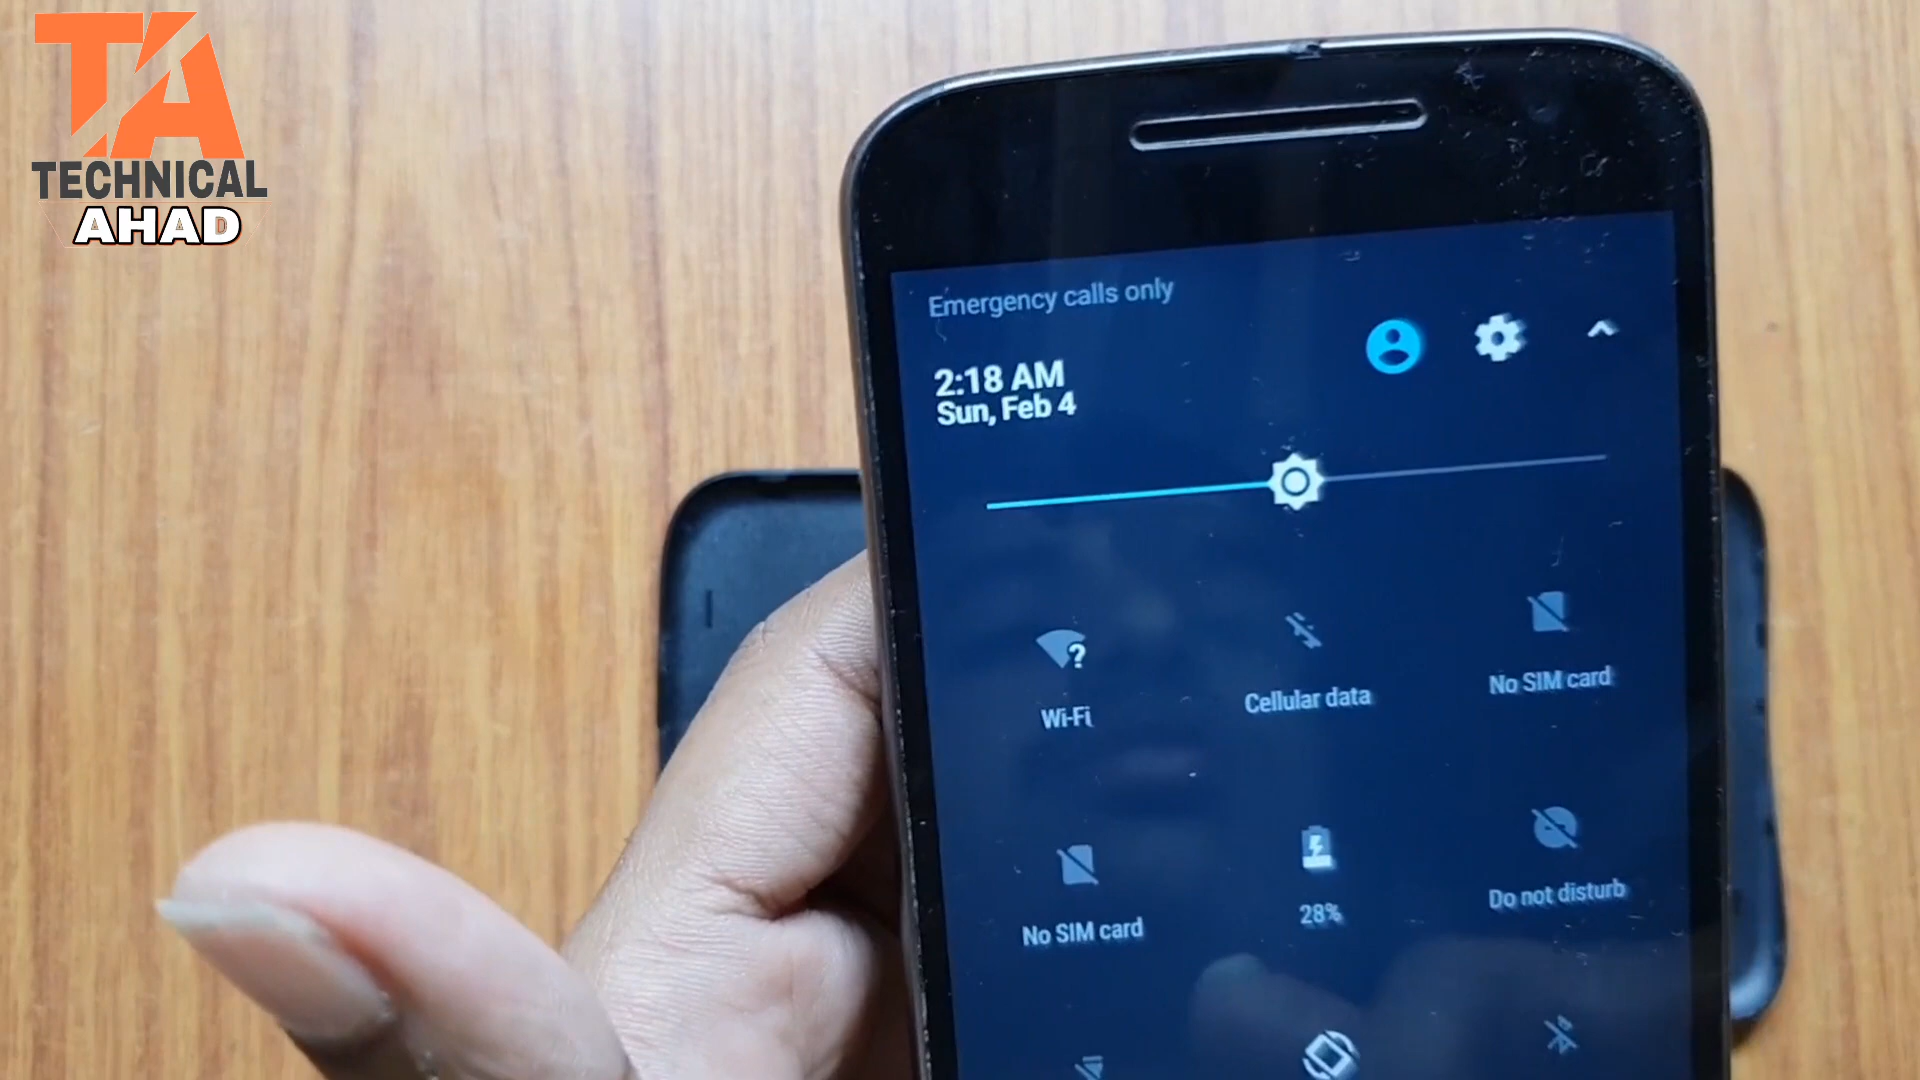 TA
TECHNICAL
AHAD
Emergency calls only
2:18 AM
Sun, Feb 4
Wi-Fi
Cellular data
No SIM card
No SIM card
28%
Do not disturb